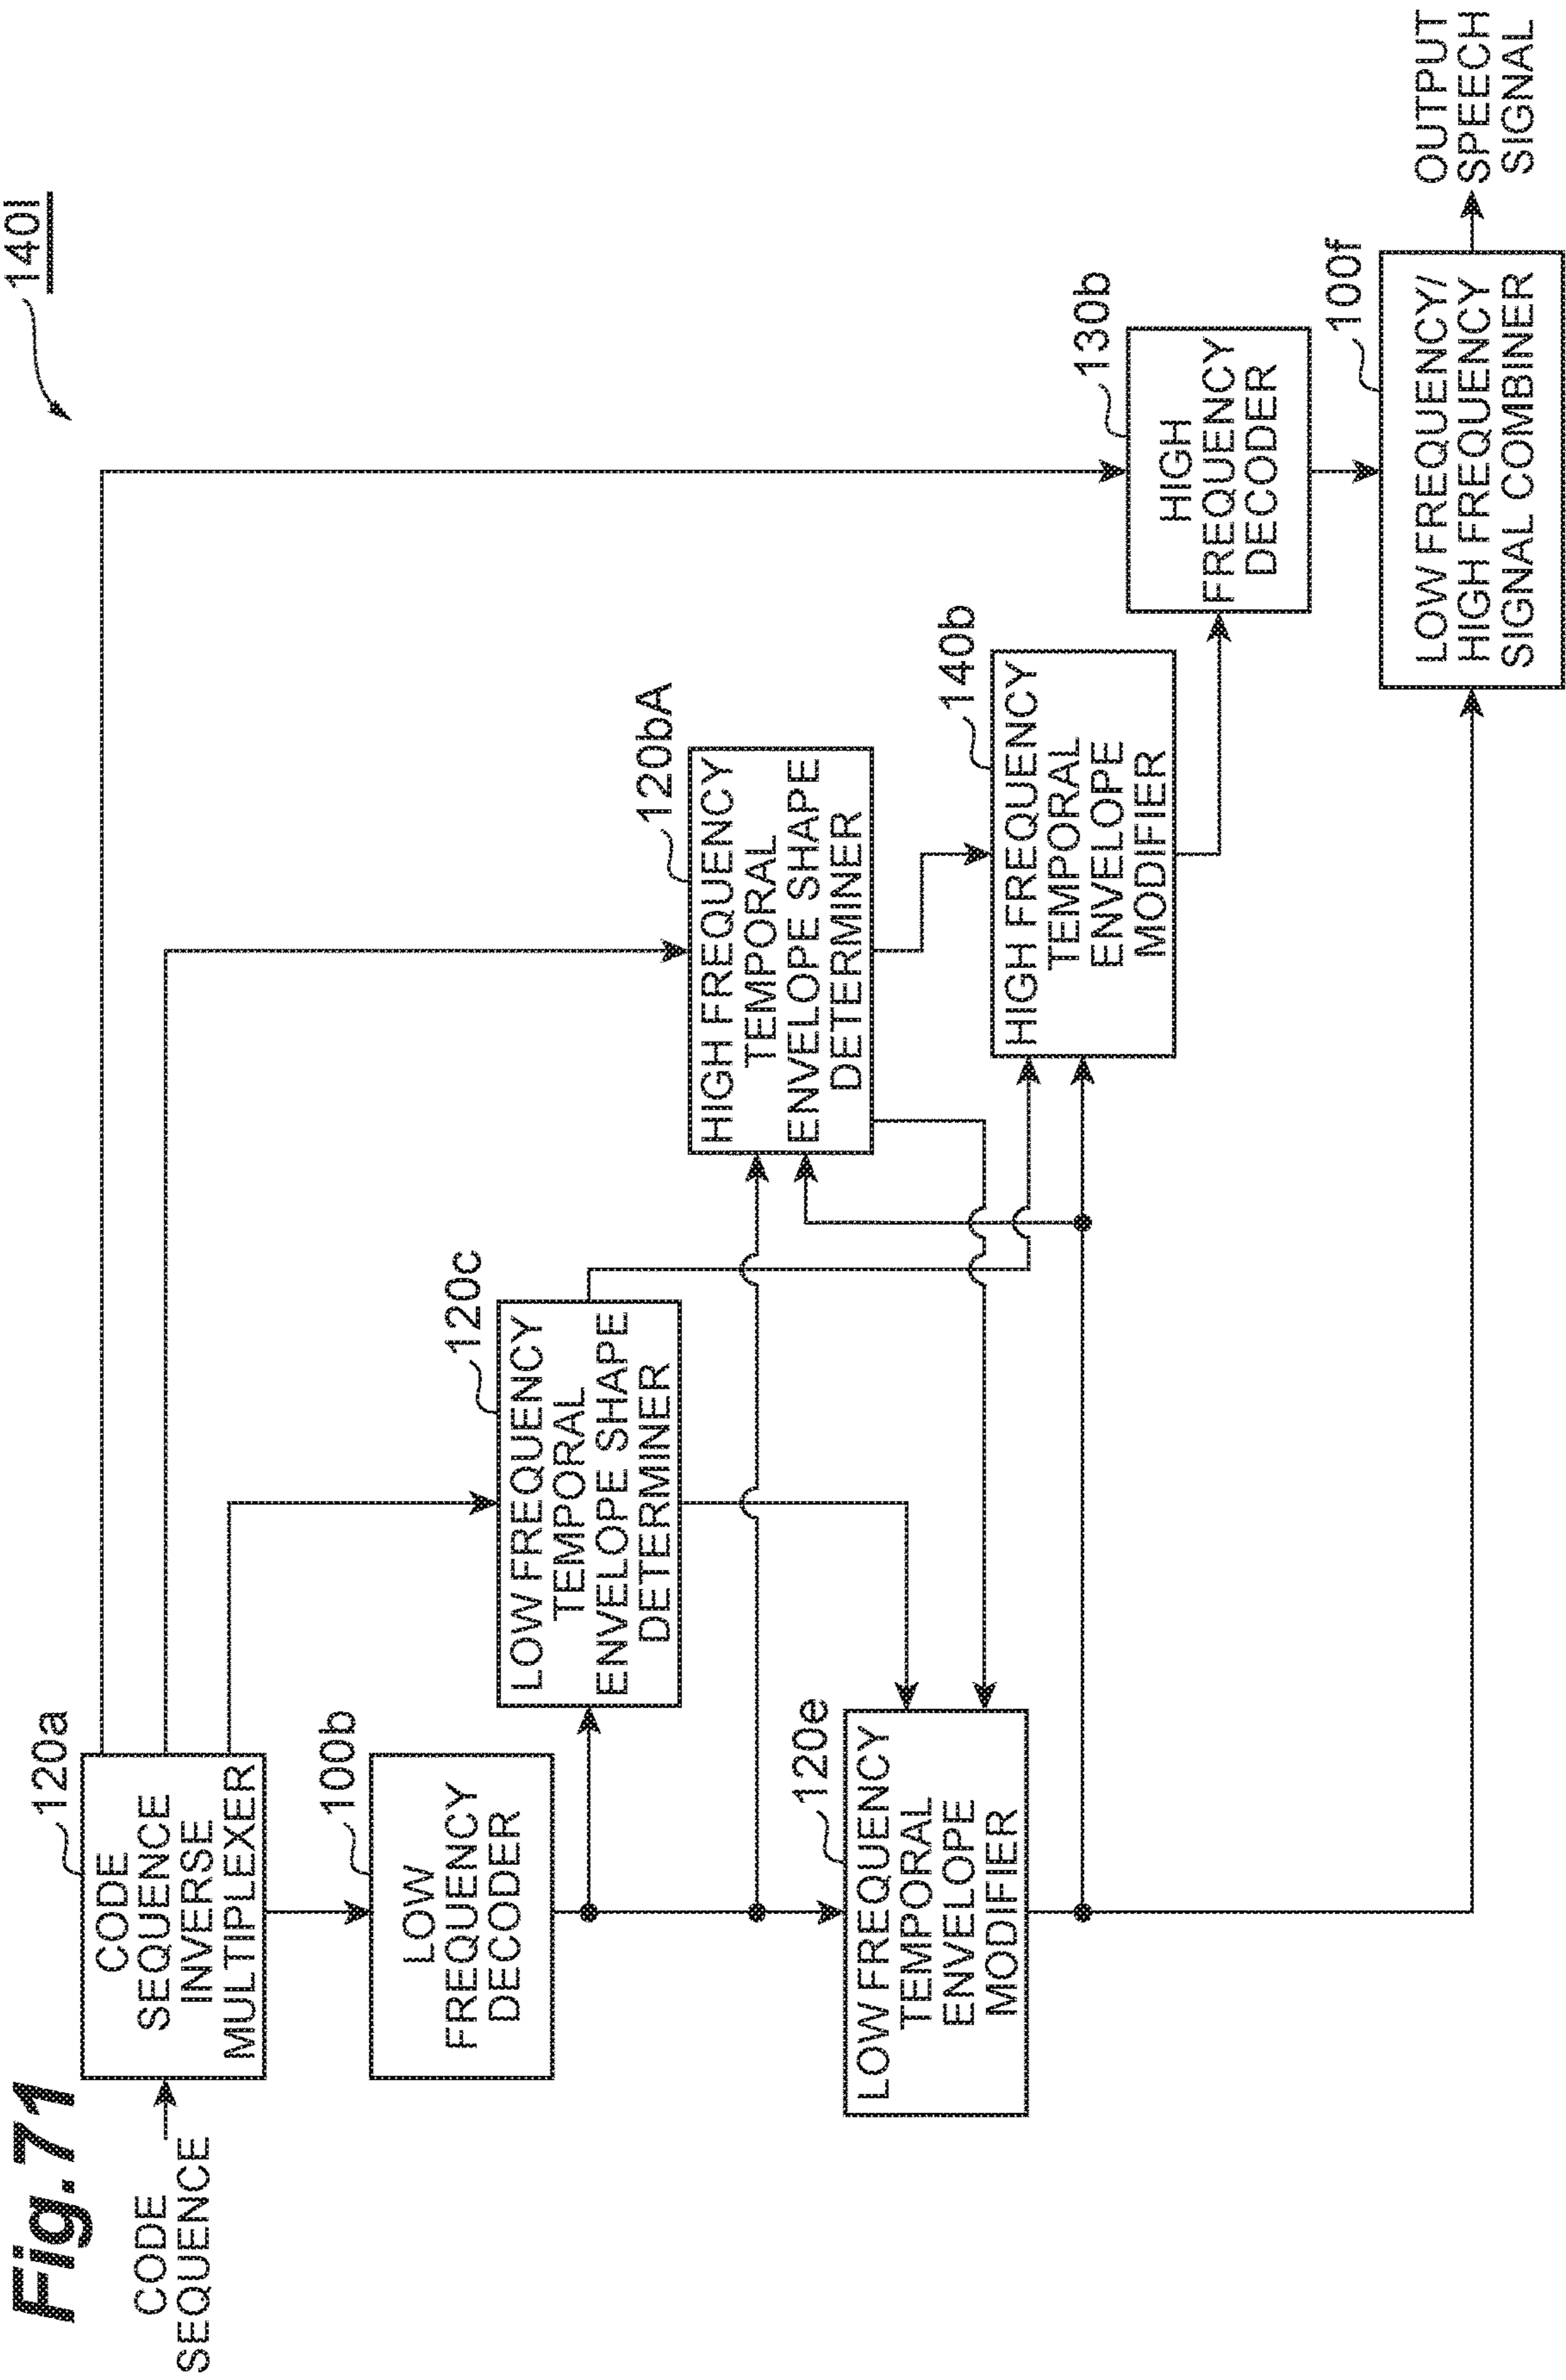 Fig.71
140I
CODE
SEQUENCE
120a
CODE
SEQUENCE
INVERSE
MULTIPLEXER
100b
LOW
FREQUENCY
DECODER
120c
LOW FREQUENCY
TEMPORAL
ENVELOPE SHAPE
DETERMINER
120bA
HIGH FREQUENCY
TEMPORAL
ENVELOPE SHAPE
DETERMINER
120e
LOW FREQUENCY
TEMPORAL
ENVELOPE
MODIFIER
140b
HIGH FREQUENCY
TEMPORAL
ENVELOPE
MODIFIER
130b
HIGH
FREQUENCY
DECODER
100f
LOW FREQUENCY/
HIGH FREQUENCY
SIGNAL COMBINER
OUTPUT
SPEECH
SIGNAL